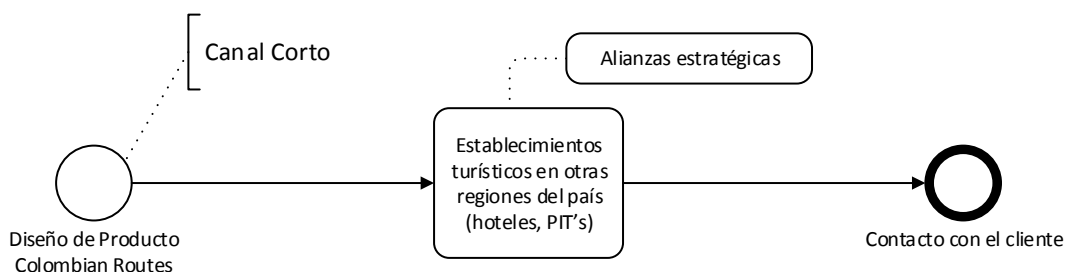 Canal Corto
Alianzas estratégicas
Establecimientos
turísticos en otras
regiones del país
(hoteles, PIT's)
Diseño de Producto
Colombian Routes
Contacto con el cliente